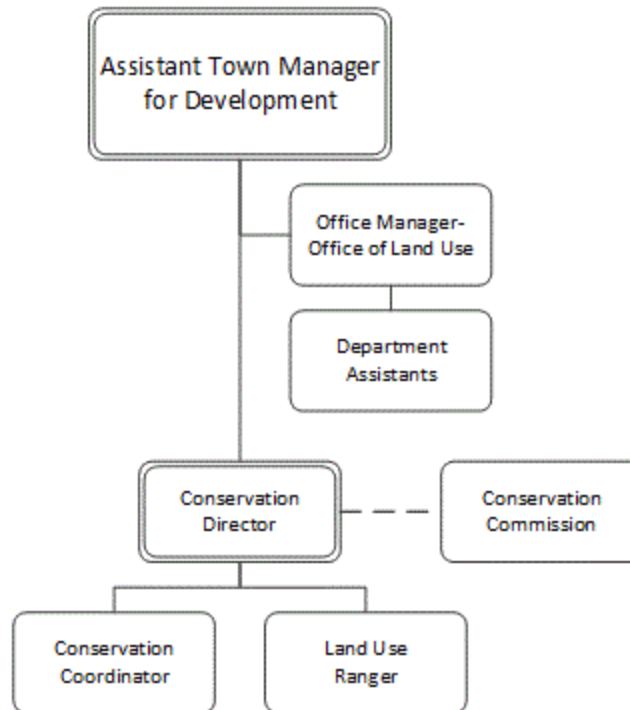 Assistant Town Manager
for Development
Office Manager-
Office of Land Use
Department
Assistants
Conservation
Director
Conservation
Commission
Conservation
Coordinator
Land Use
Ranger